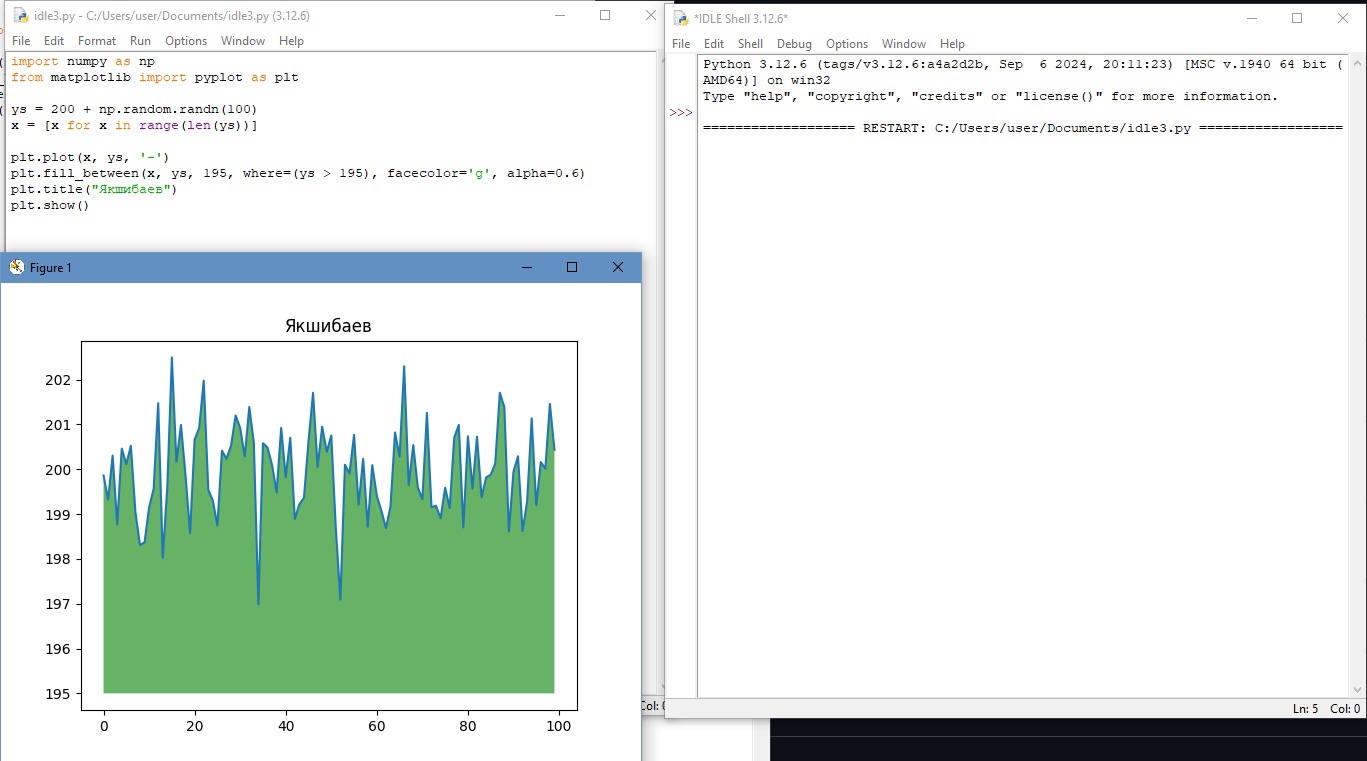 idle3.py - C:/Users/user/Documents/idle3.py (3.12.6)
File Edit Format Run Options Window Help
import numpy as np
from matplotlib import pyplot as plt
ys = 200 + np.random.randn(100)
x = [x for x in range(len(ys))]
plt.plot(x, ys, '-')
plt.fill_between(x, ys, 195, where=(ys > 195), facecolor='g', alpha=0.6)
plt.title("Якшибаев")
plt.show()
Figure 1
Якшибаев
202
201
200
199
198
197
196
195
0 20 40 60 80 100
Col:
*IDLE Shell 3.12.6*
File Edit Shell Debug Options Window Help
Python 3.12.6 (tags/v3.12.6:a4a2d2b, Sep  6 2024, 20:11:23) [MSC v.1940 64 bit (
AMD64)] on win32
Type "help", "copyright", "credits" or "license()" for more information.
>>>
=================== RESTART: C:/Users/user/Documents/idle3.py ==================
Ln: 5 Col: 0